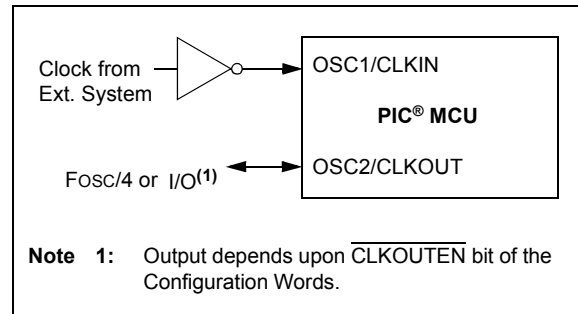 Clock from
Ext. System
OSC1/CLKIN
PIC® MCU
FOSC/4 or I/O(1)
OSC2/CLKOUT
Note 1: Output depends upon CLKOUTEN bit of the
Configuration Words.